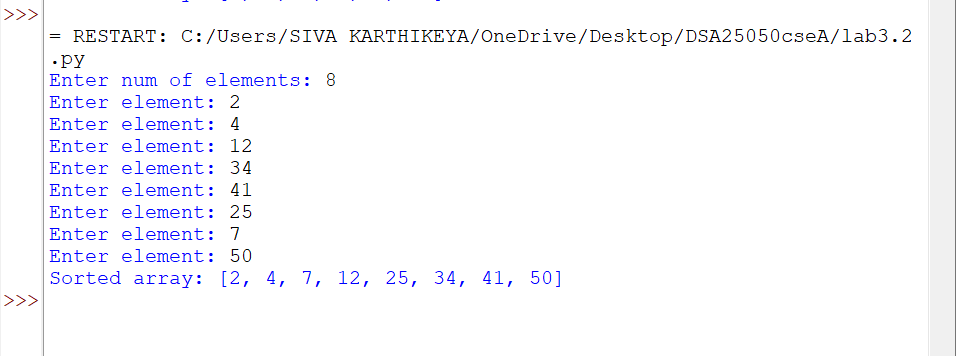 >>>
= RESTART: C:/Users/SIVA KARTHIKEYA/OneDrive/Desktop/DSA25050cseA/lab3.2
.py
Enter num of elements: 8
Enter element: 2
Enter element: 4
Enter element: 12
Enter element: 34
Enter element: 41
Enter element: 25
Enter element: 7
Enter element: 50
Sorted array: [2, 4, 7, 12, 25, 34, 41, 50]
>>>